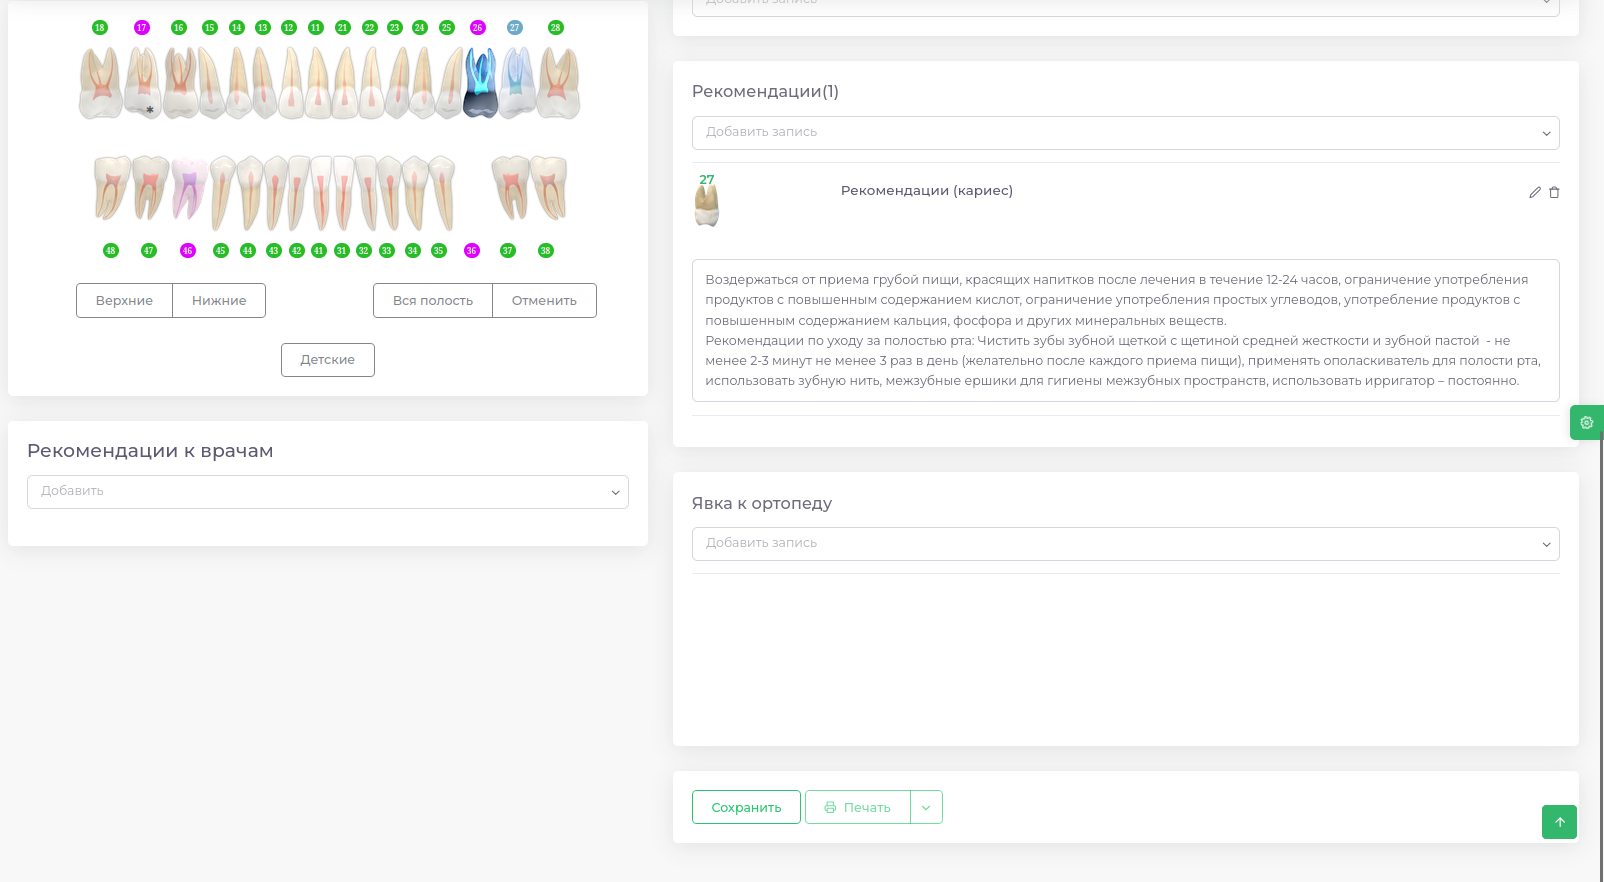 18 17 16 15 14 13 12 11 21 22 23 24 25 26 27 28
*
48 47 46 45 44 43 42 41 31 32 33 34 35 36 37 38
Верхние Нижние Вся полость Отменить
Детские
Рекомендации к врачам
Добавить
Добавить запись
Рекомендации(1)
Добавить запись
27
Рекомендации (кариес)
Воздержаться от приема грубой пищи, красящих напитков после лечения в течение 12-24 часов, ограничение употребления
продуктов с повышенным содержанием кислот, ограничение употребления простых углеводов, употребление продуктов с
повышенным содержанием кальция, фосфора и других минеральных веществ.
Рекомендации по уходу за полостью рта: Чистить зубы зубной щеткой с щетиной средней жесткости и зубной пастой - не
менее 2-3 минут не менее 3 раз в день (желательно после каждого приема пищи), применять ополаскиватель для полости рта,
использовать зубную нить, межзубные ершики для гигиены межзубных пространств, использовать ирригатор – постоянно.
Явка к ортопеду
Добавить запись
Сохранить Печать